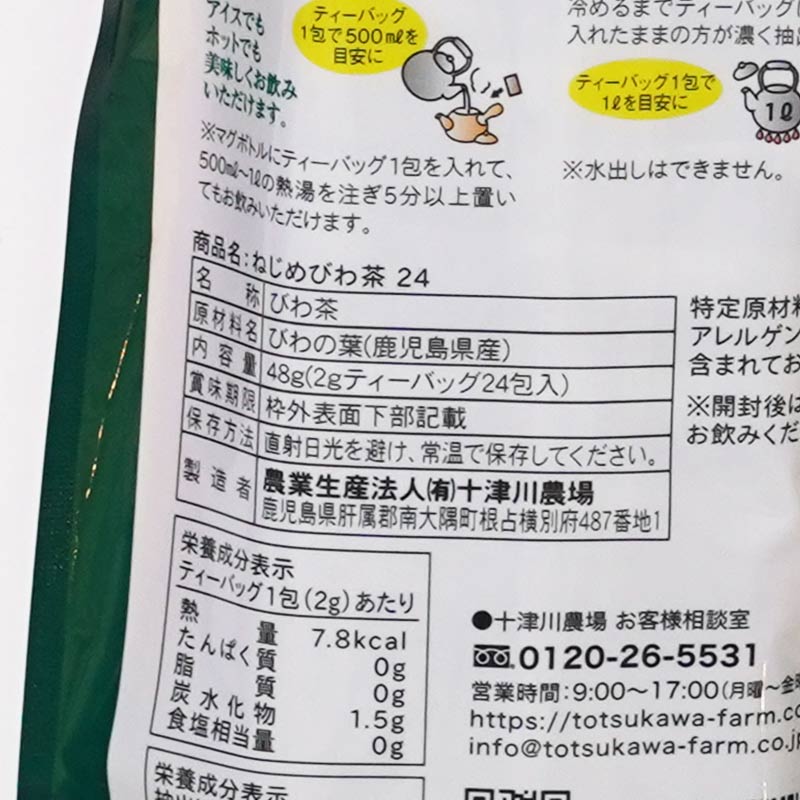 アイスでも
ホットでも
美味しくお飲み
いただけます。
ティーバッグ
1包で500㎖を
目安に
冷めるまでティーバッグ
入れたままの方が濃く抽出
ティーバッグ1包で
1ℓを目安に
1ℓ
※マグボトルにティーバッグ1包を入れて、
500㎖〜1ℓの熱湯を注ぎ5分以上置い
てもお飲みいただけます。
※水出しはできません。
商品名:ねじめびわ茶 24
名称 びわ茶
原材料名 びわの葉(鹿児島県産)
内容量 48g(2gティーバッグ24包入)
賞味期限 枠外表面下部記載
保存方法 直射日光を避け、常温で保存してください。
製造者 農業生産法人(有)十津川農場
鹿児島県肝属郡南大隅町根占横別府487番地1
特定原材料
アレルゲン
含まれてお
※開封後は
お飲みくだ
栄養成分表示
ティーバッグ1包(2g)あたり
熱量 7.8kcal
たんぱく質 0g
脂質 0g
炭水化物 1.5g
食塩相当量 0g
栄養成分表示
●十津川農場 お客様相談室
0120-26-5531
営業時間:9:00〜17:00(月曜〜金曜
https://totsukawa-farm.co
info@totsukawa-farm.co.jp